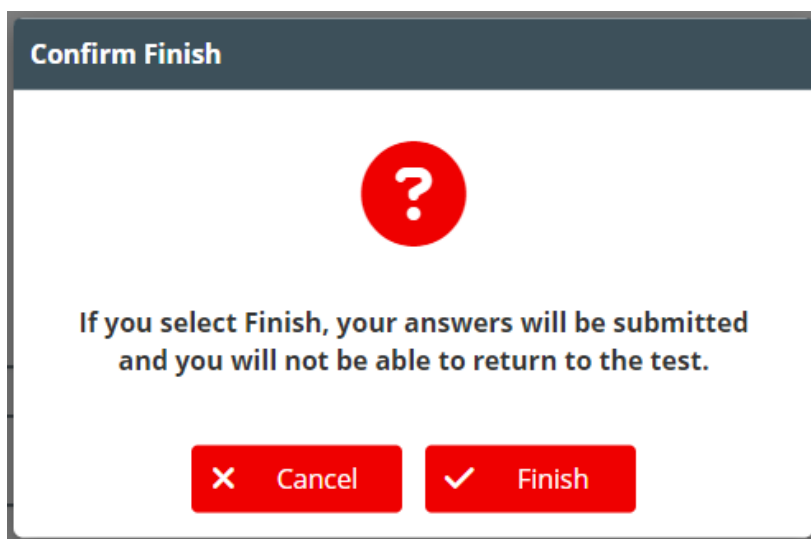 Confirm Finish
?
If you select Finish, your answers will be submitted
and you will not be able to return to the test.
Cancel
Finish